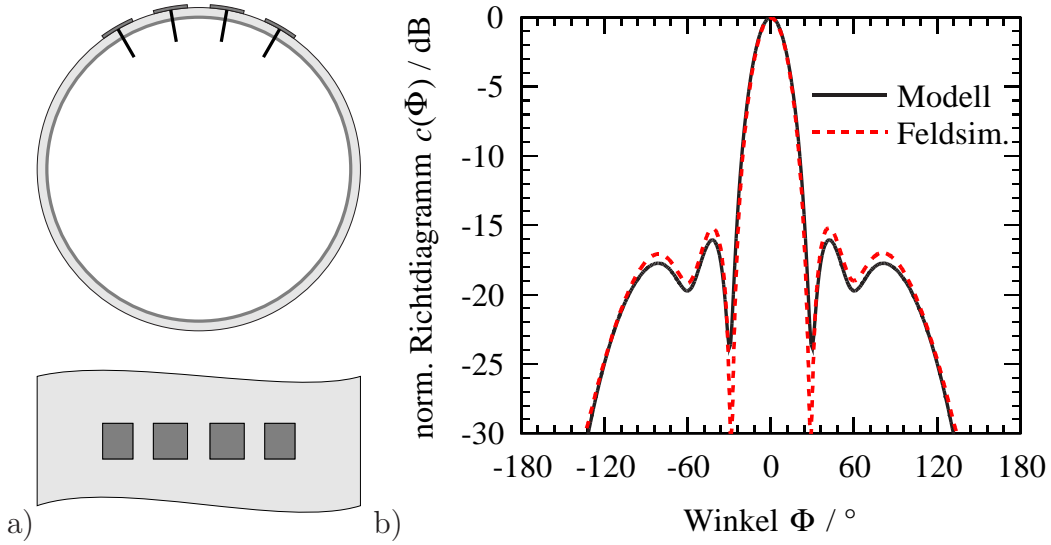 a)
b)
norm. Richtdiagramm c(Φ) / dB
0
-5
-10
-15
-20
-25
-30
Modell
Feldsim.
-180 -120 -60 0 60 120 180
Winkel Φ / °